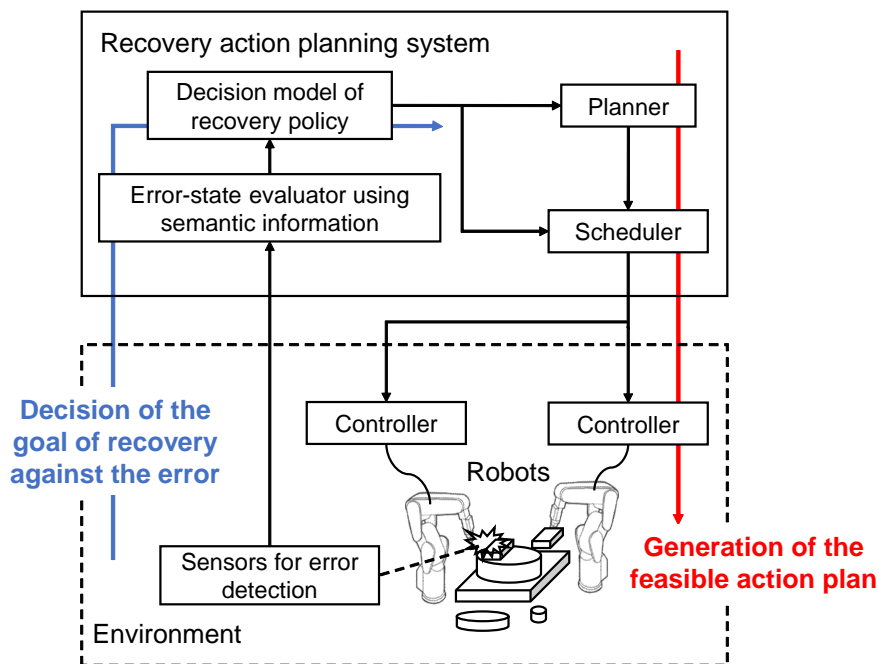 Recovery action planning system
Decision model of
recovery policy
Planner
Error-state evaluator using
semantic information
Scheduler
Decision of the
goal of recovery
against the error
Controller
Controller
Robots
Sensors for error
detection
Generation of the
feasible action plan
Environment